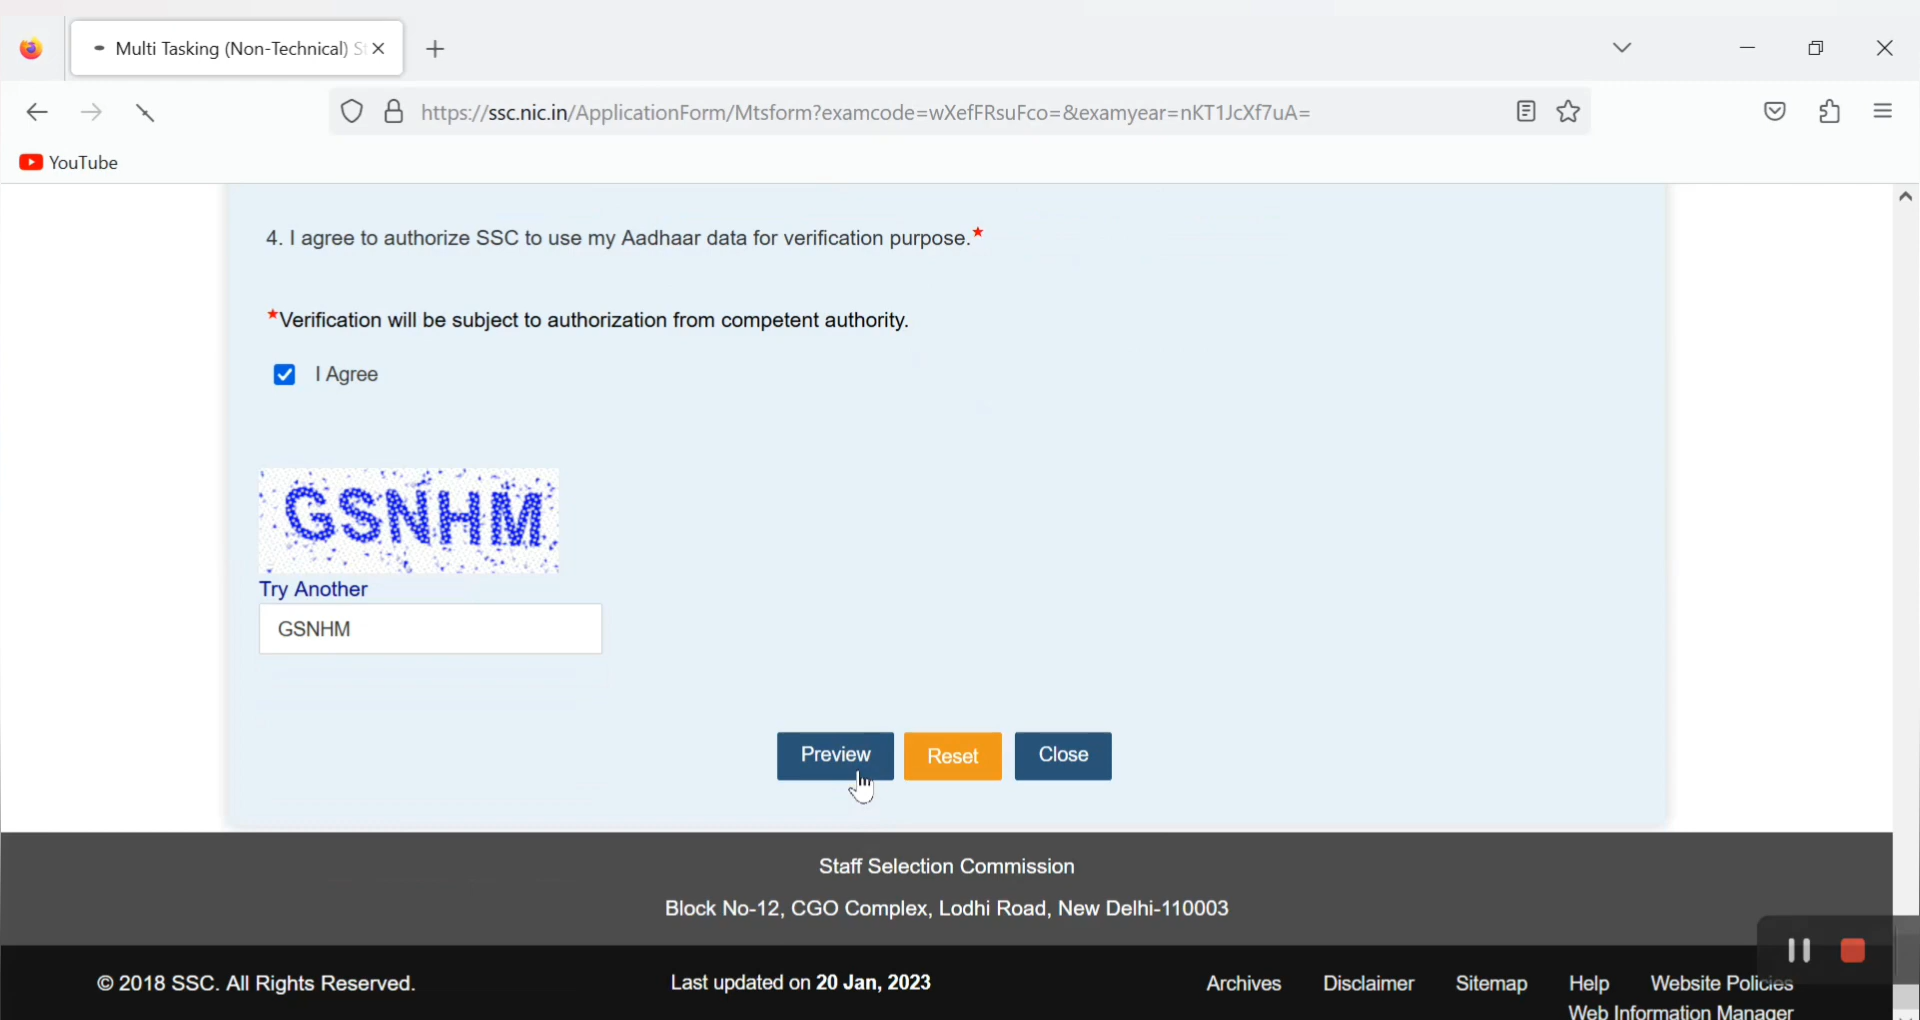 Multi Tasking (Non-Technical) St
https://ssc.nic.in/ApplicationForm/Mtsform?examcode=wXefFRsuFco=&examyear=nKT1JcXf7uA=
YouTube
4. I agree to authorize SSC to use my Aadhaar data for verification purpose.*
*Verification will be subject to authorization from competent authority.
I Agree
GSNHM
Try Another
GSNHM
Preview Reset Close
Staff Selection Commission
Block No-12, CGO Complex, Lodhi Road, New Delhi-110003
© 2018 SSC. All Rights Reserved. Last updated on 20 Jan, 2023 Archives Disclaimer Sitemap Help Website Policies
Web Information Manager